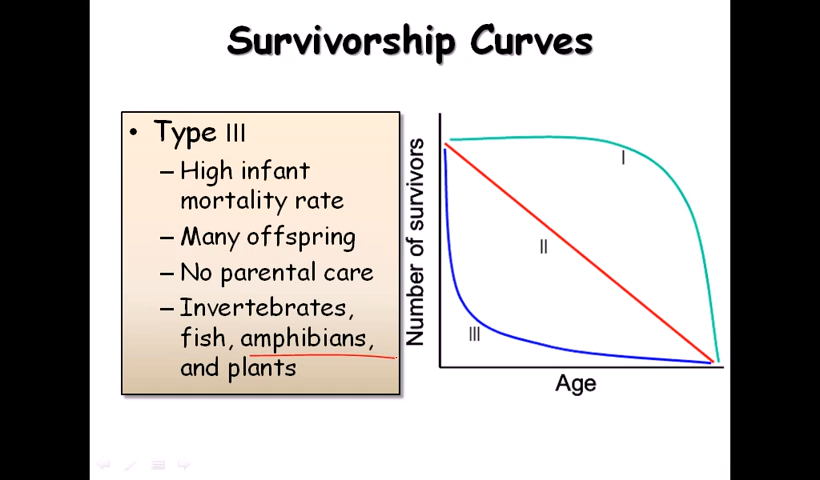 Survivorship Curves
• Type III
– High infant
mortality rate
– Many offspring
– No parental care
– Invertebrates,
fish, amphibians,
and plants
Number of survivors
I
II
III
Age